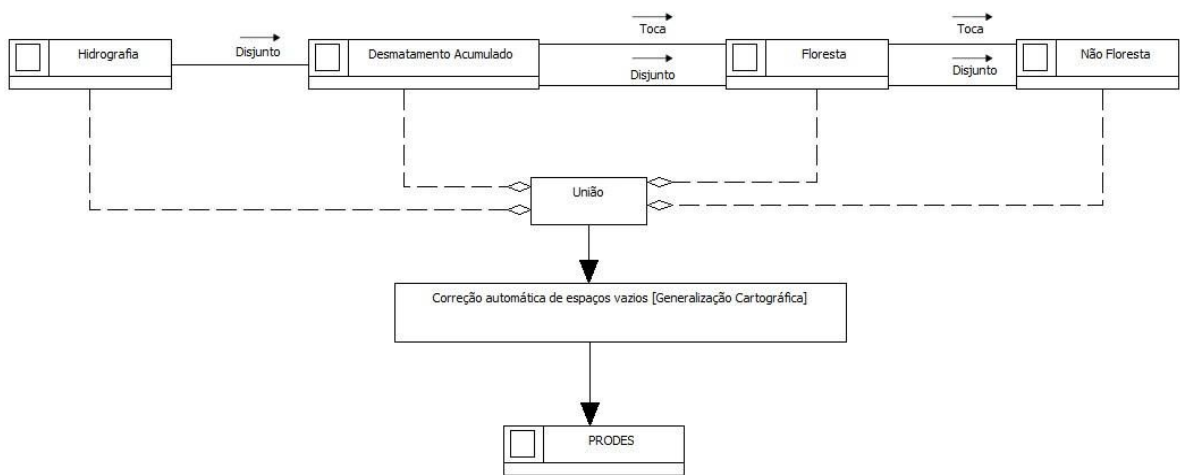 Toca
Toca
Hidrografia
Disjunto
Desmatamento Acumulado
Disjunto
Floresta
Disjunto
Não Floresta
União
Correção automática de espaços vazios [Generalização Cartográfica]
PRODES